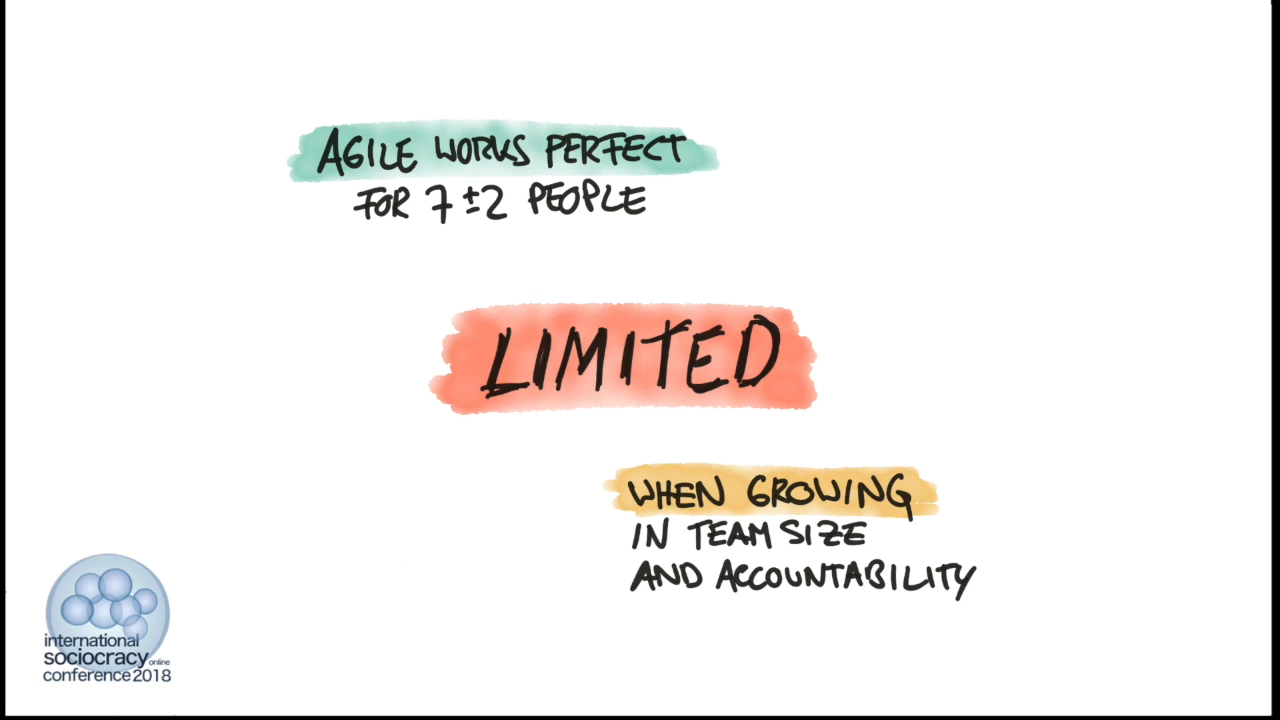 AGILE WORKS PERFECT
FOR 7 ± 2 PEOPLE
LIMITED
WHEN GROWING
IN TEAM SIZE
AND ACCOUNTABILITY
international
sociocracy online
conference 2018